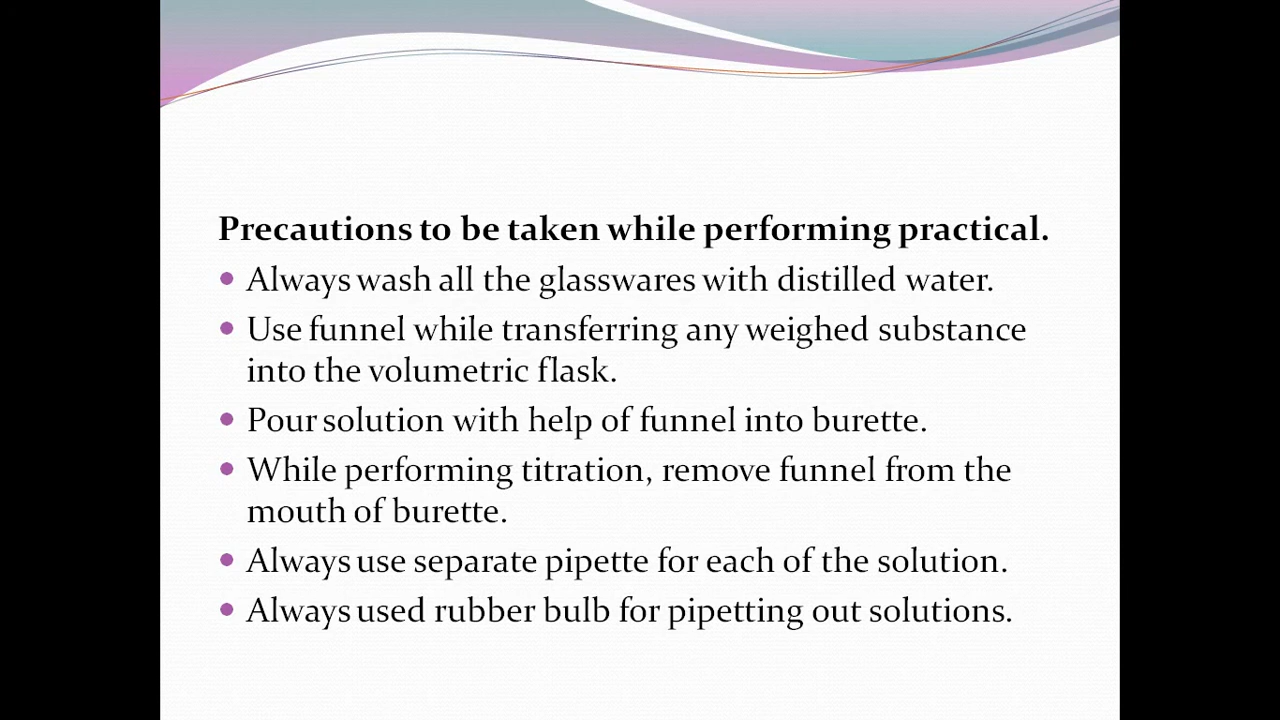 Precautions to be taken while performing practical.
Always wash all the glasswares with distilled water.
Use funnel while transferring any weighed substance
into the volumetric flask.
Pour solution with help of funnel into burette.
While performing titration, remove funnel from the
mouth of burette.
Always use separate pipette for each of the solution.
Always used rubber bulb for pipetting out solutions.